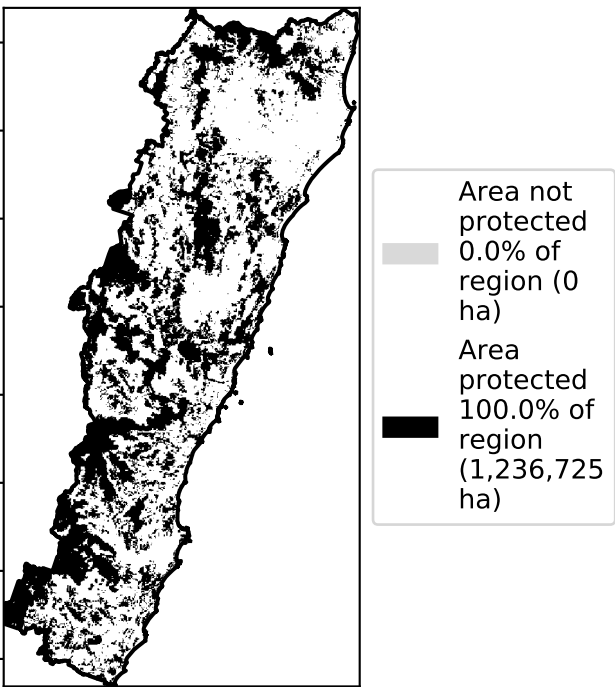 Area not
protected
0.0% of
region (0
ha)
Area
protected
100.0% of
region
(1,236,725
ha)